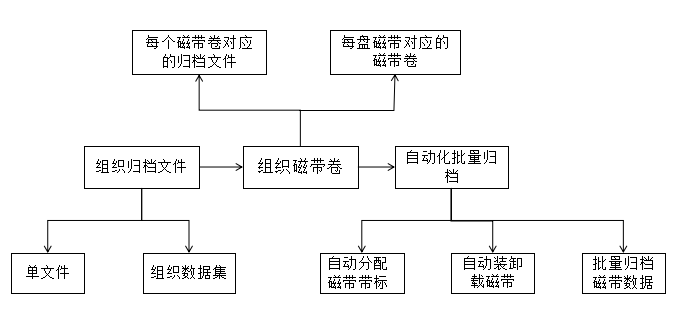 每个磁带卷对应
的归档文件
每盘磁带对应的
磁带卷
组织归档文件
组织磁带卷
自动化批量归
档
单文件
组织数据集
自动分配
磁带带标
自动装卸
载磁带
批量归档
磁带数据